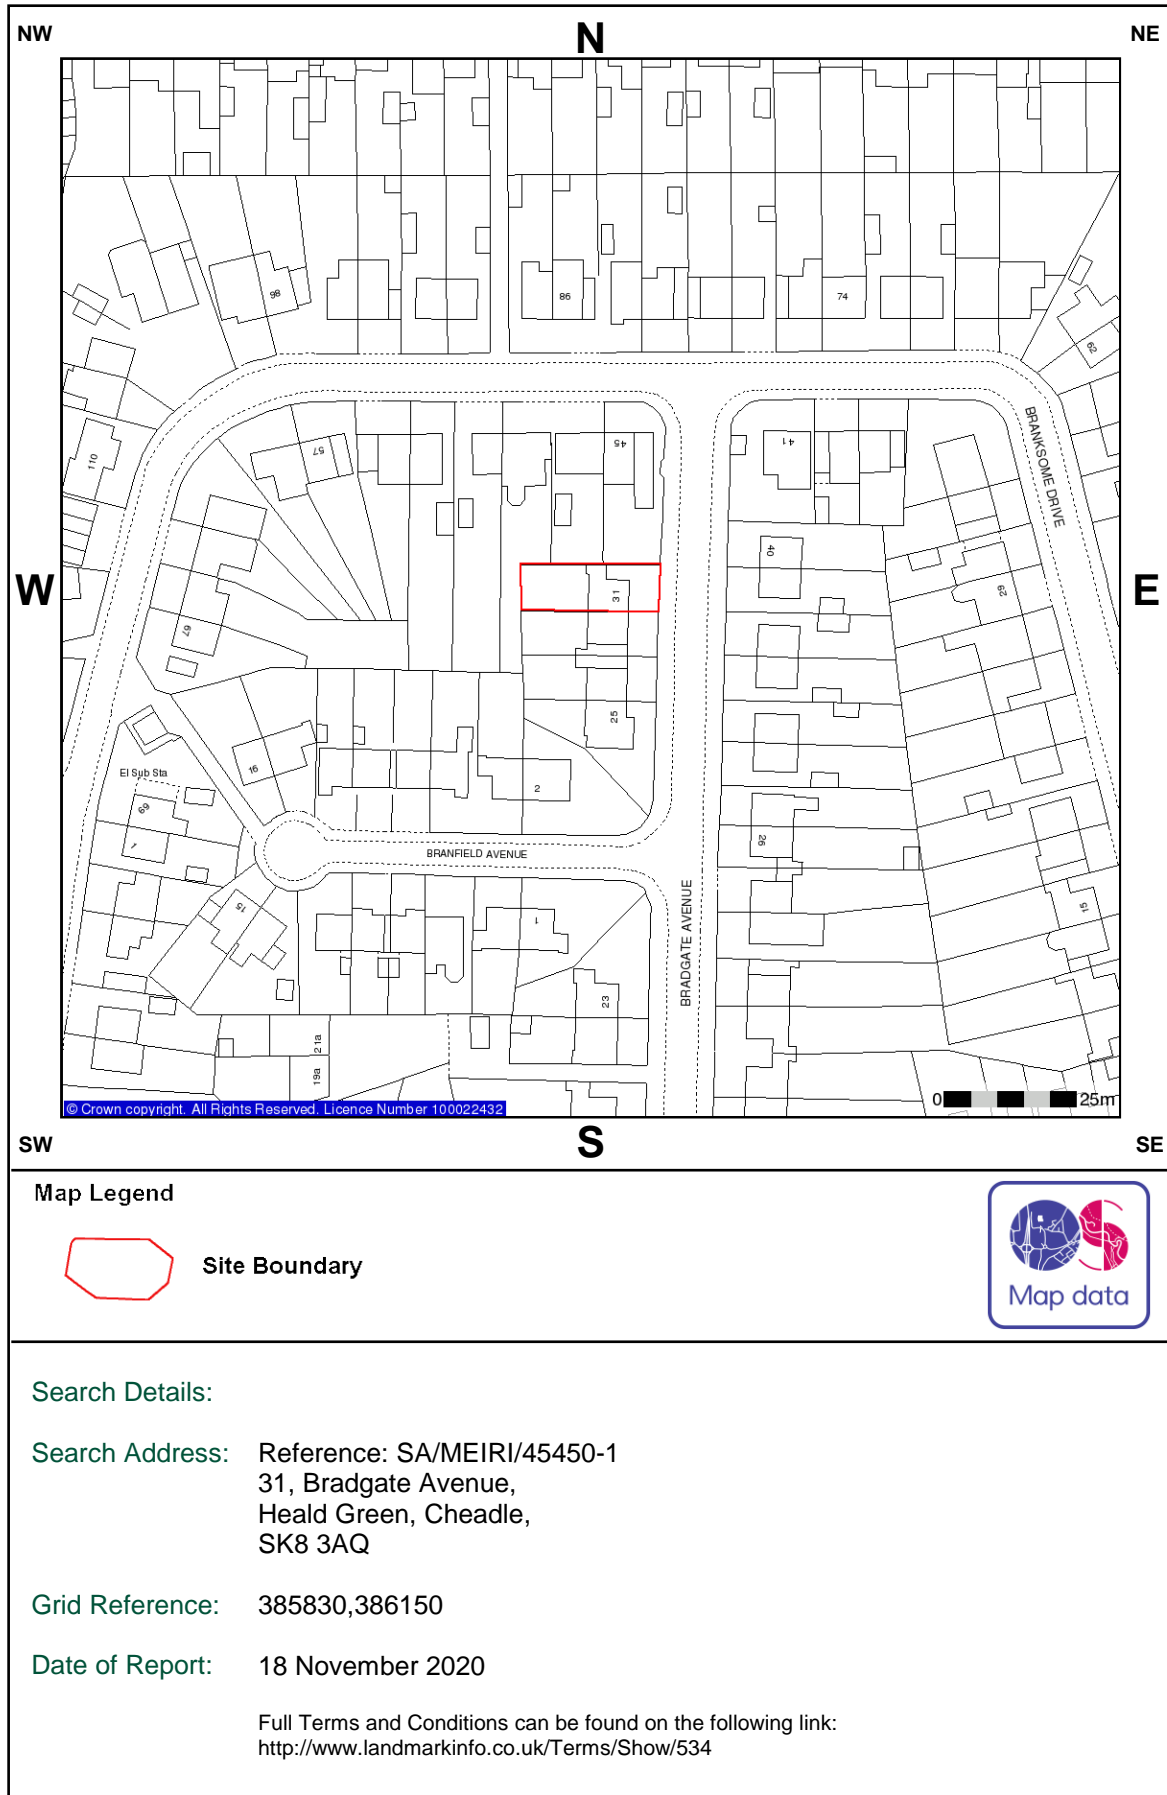 NW
N
NE
98
86
74
62
110
57
45
41
BRANKSOME DRIVE
40
29
31
67
W
E
25
16
2
El Sub Sta
69
1
26
BRANFIELD AVENUE
15
1
BRADGATE AVENUE
15
23
21a
19a
© Crown copyright. All Rights Reserved. Licence Number 100022432
0
25m
SW
S
SE
Map Legend
Site Boundary
OS
Map data
Search Details:
Search Address: Reference: SA/MEIRI/45450-1
31, Bradgate Avenue,
Heald Green, Cheadle,
SK8 3AQ
Grid Reference: 385830,386150
Date of Report: 18 November 2020
Full Terms and Conditions can be found on the following link:
http://www.landmarkinfo.co.uk/Terms/Show/534